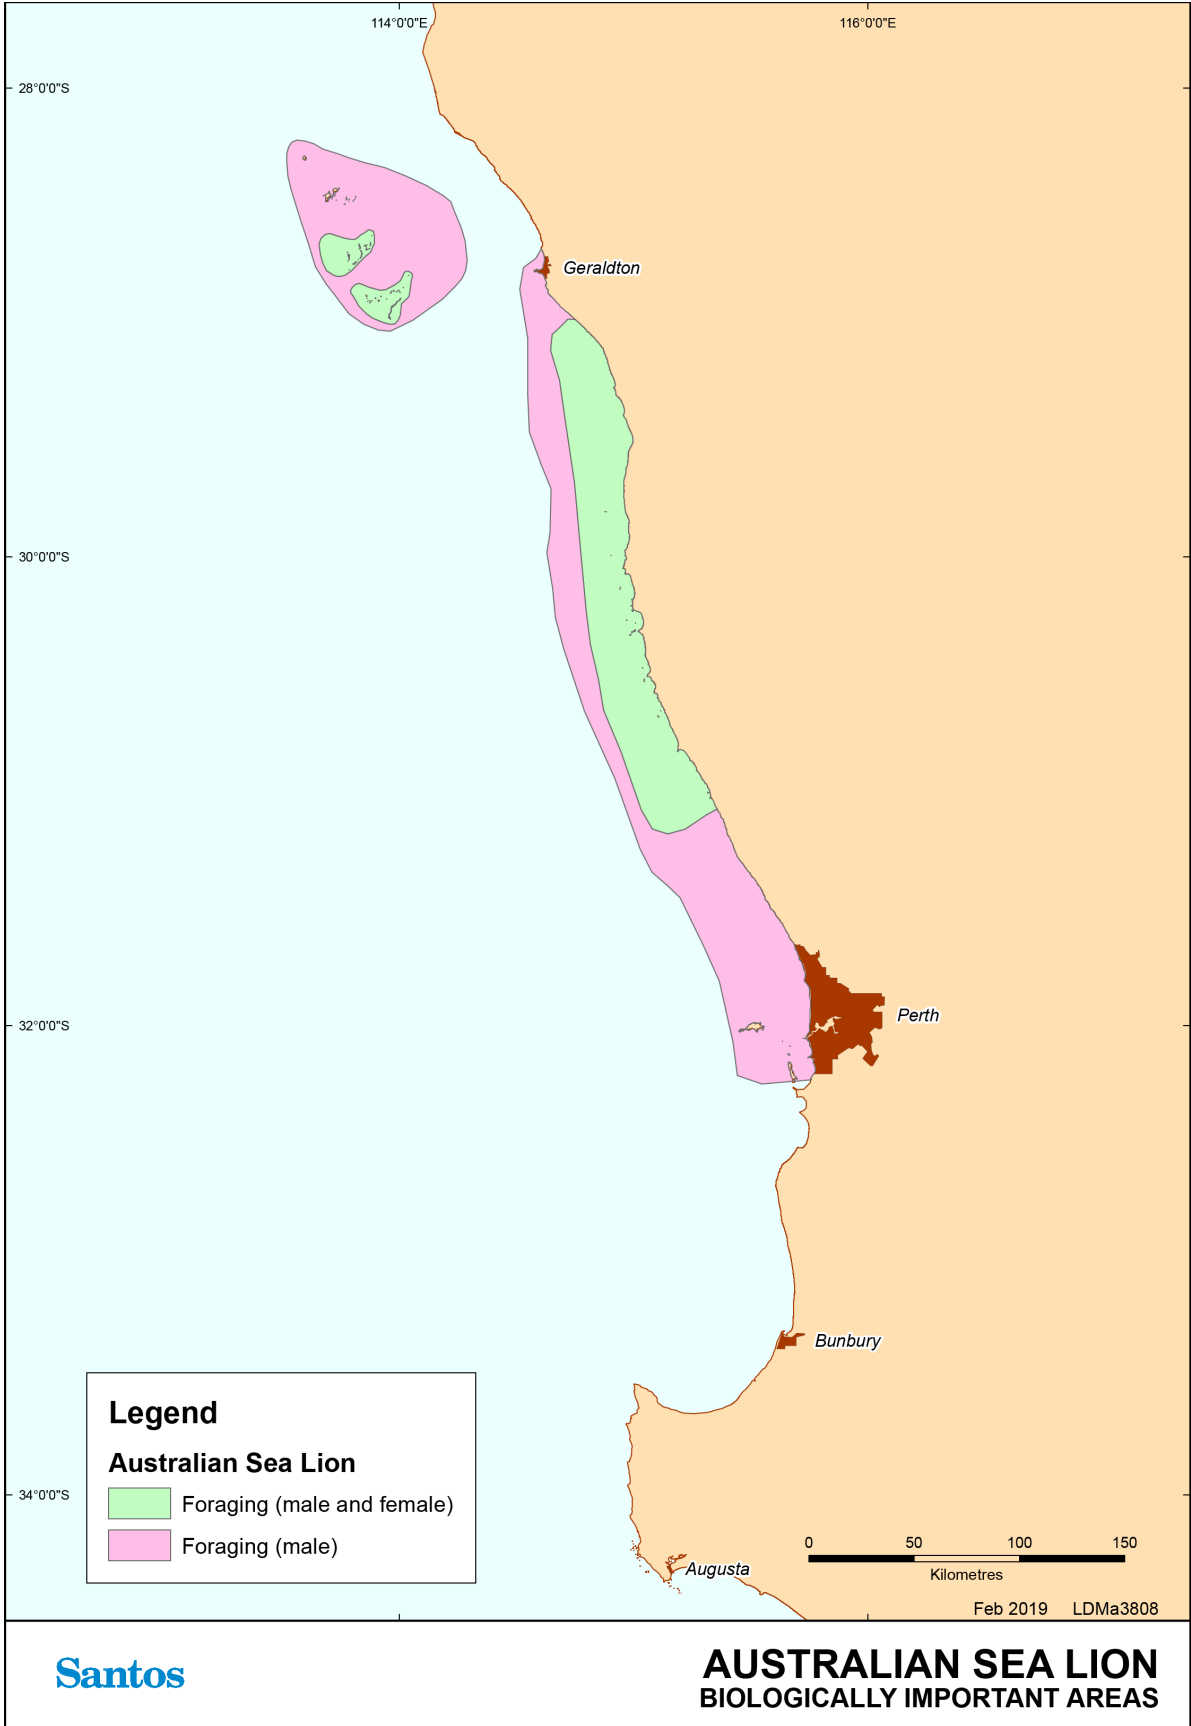 114°0'0"E
116°0'0"E
28°0'0"S
Geraldton
30°0'0"S
32°0'0"S
Perth
Bunbury
Legend
Australian Sea Lion
Foraging (male and female)
Foraging (male)
34°0'0"S
0 50 100 150
Kilometres
Augusta
Feb 2019 LDMa3808
Santos
AUSTRALIAN SEA LION
BIOLOGICALLY IMPORTANT AREAS